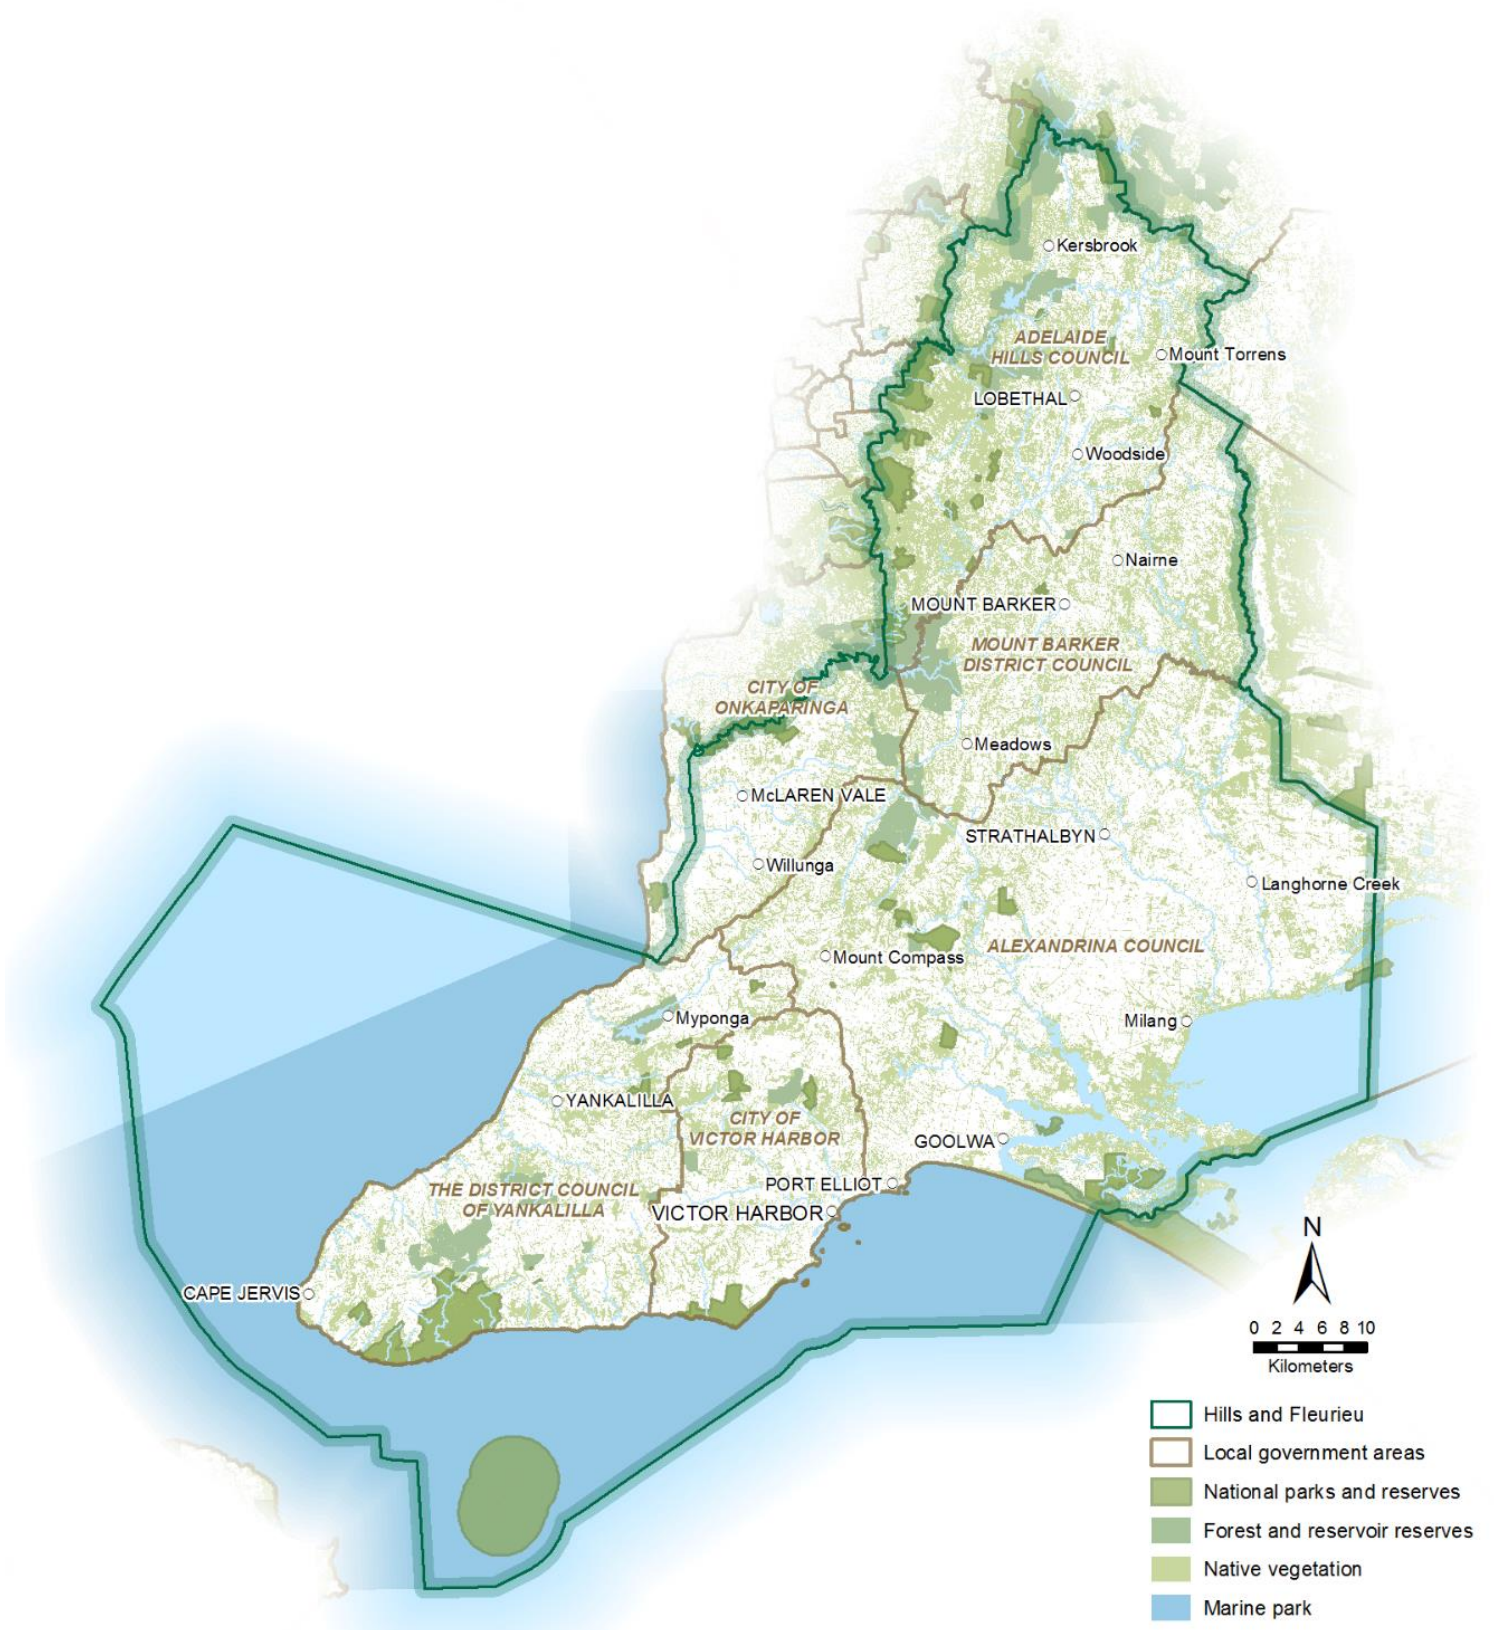 Kersbrook
ADELAIDE
HILLS COUNCIL
Mount Torrens
LOBETHAL
Woodside
Nairne
MOUNT BARKER
MOUNT BARKER
DISTRICT COUNCIL
CITY OF
ONKAPARINGA
Meadows
McLAREN VALE
STRATHALBYN
Willunga
Langhorne Creek
ALEXANDRINA COUNCIL
Mount Compass
Myponga
Milang
YANKALILLA
CITY OF
VICTOR HARBOR
GOOLWA
PORT ELLIOT
THE DISTRICT COUNCIL
OF YANKALILLA
VICTOR HARBOR
CAPE JERVIS
N
0 2 4 6 8 10
Kilometers
Hills and Fleurieu
Local government areas
National parks and reserves
Forest and reservoir reserves
Native vegetation
Marine park